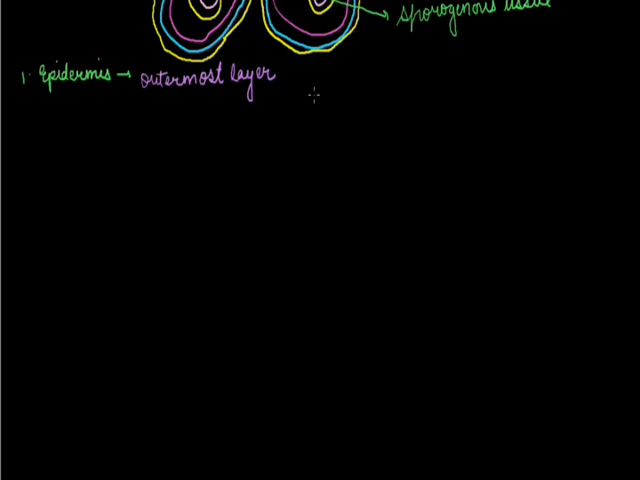 sporogenous tissue
1. Epidermis → outermost layer